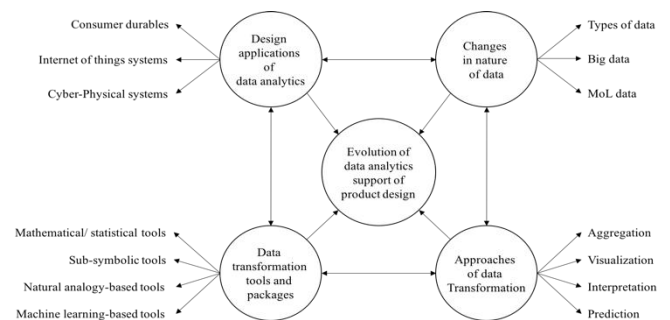 Consumer durables
Internet of things systems
Cyber-Physical systems
Design
applications
of
data analytics
Changes
in nature
of data
Types of data
Big data
MoL data
Evolution of
data analytics
support of
product design
Mathematical/ statistical tools
Sub-symbolic tools
Natural analogy-based tools
Machine learning-based tools
Data
transformation
tools and
packages
Approaches
of data
Transformation
Aggregation
Visualization
Interpretation
Prediction